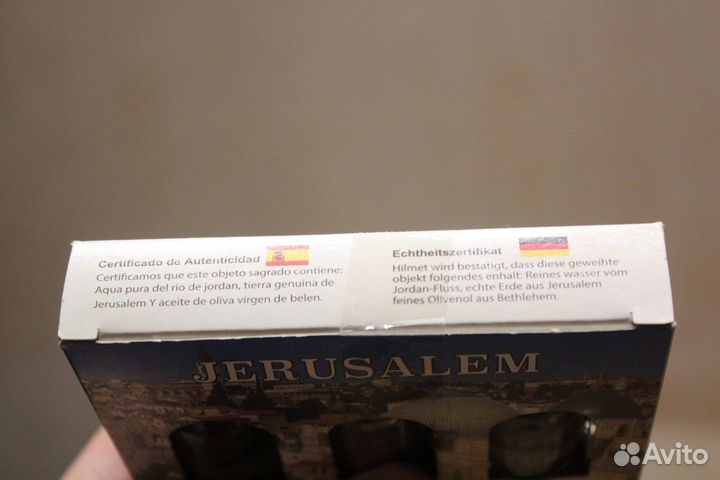 Certificado de Autenticidad
Certificamos que este objeto sagrado contiene:
Aqua pura del rio de jordan, tierra genuina de
Jerusalem Y aceite de oliva virgen de belen.
Echtheitszertifikat
Hilmet wird bestatigt, dass diese geweihte
objekt folgendes enhalt: Reines wasser vom
Jordan-Fluss, echte Erde aus Jerusalem
feines Olivenol aus Bethlehem.
JERUSALEM
Avito